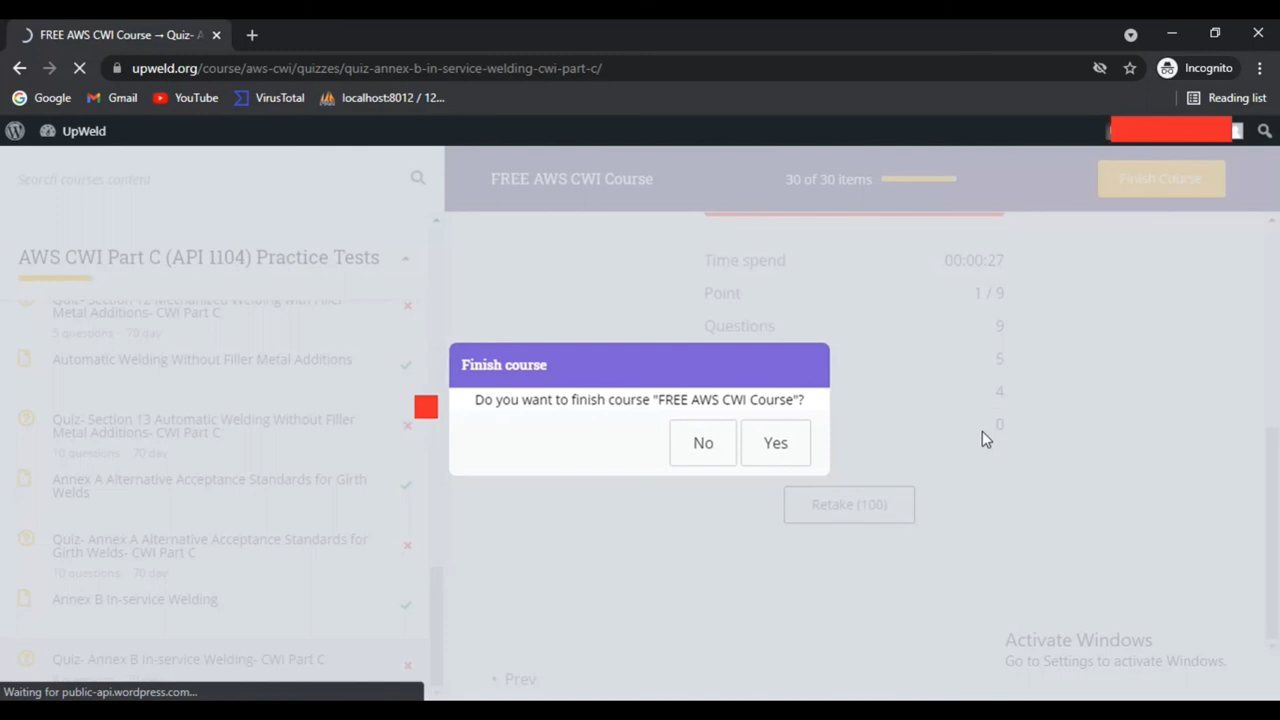 FREE AWS CWI Course → Quiz- A
upweld.org/course/aws-cwi/quizzes/quiz-annex-b-in-service-welding-cwi-part-c/
Incognito
Google
Gmail
YouTube
VirusTotal
localhost:8012 / 12...
Reading list
UpWeld
Search courses content
FREE AWS CWI Course
30 of 30 items
Finish Course
AWS CWI Part C (API 1104) Practice Tests
Quiz- Section 12 Mechanized Welding with Filler
Metal Additions- CWI Part C
5 questions 70 day
Automatic Welding Without Filler Metal Additions
Quiz- Section 13 Automatic Welding Without Filler
Metal Additions- CWI Part C
10 questions 70 day
Annex A Alternative Acceptance Standards for Girth
Welds
Quiz- Annex A Alternative Acceptance Standards for
Girth Welds- CWI Part C
10 questions 70 day
Annex B In-service Welding
Quiz- Annex B In-service Welding- CWI Part C
Time spend 00:00:27
Point 1 / 9
Questions 9
5
4
0
Finish course
Do you want to finish course "FREE AWS CWI Course"?
No
Yes
Retake (100)
Prev
Activate Windows
Go to Settings to activate Windows.
Waiting for public-api.wordpress.com...